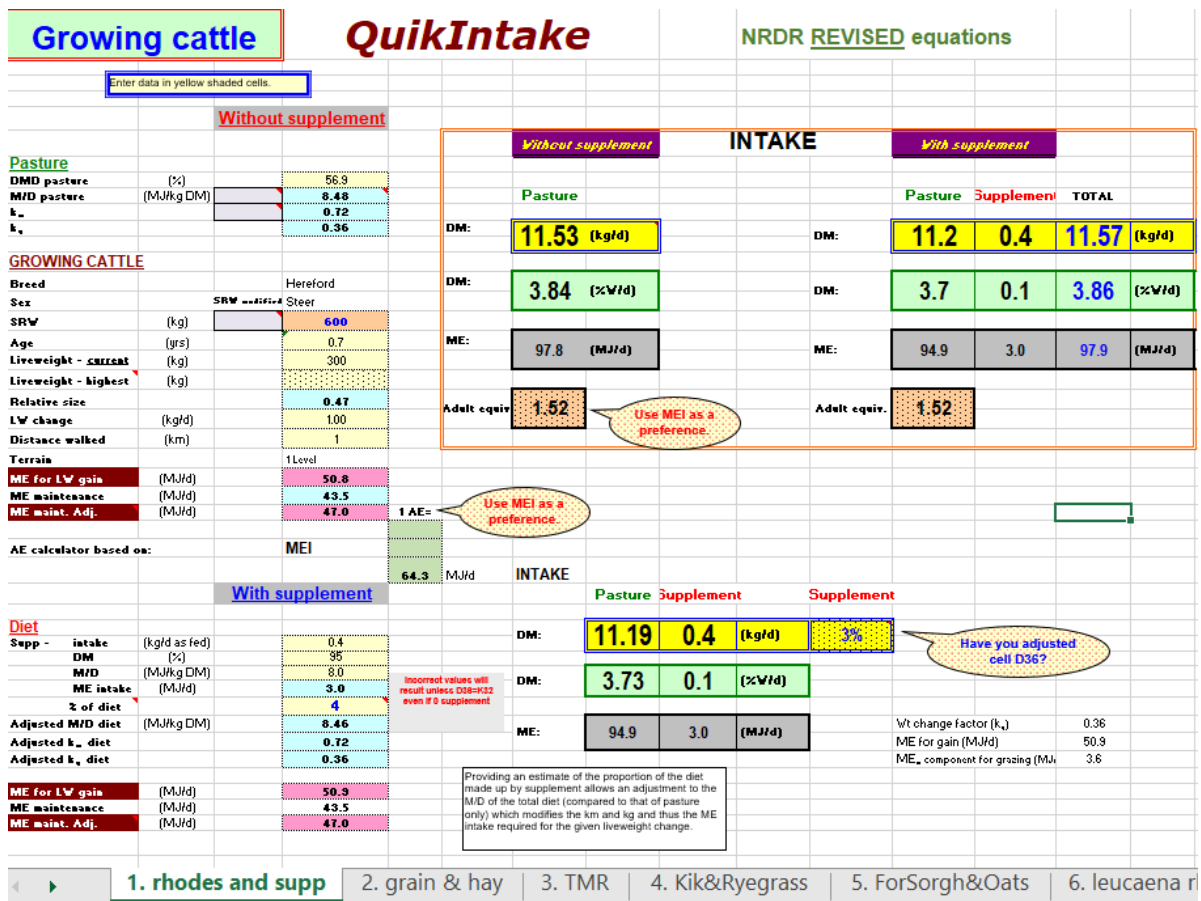 Growing cattle QuikIntake NRDR REVISED equations
Enter data in yellow shaded cells.
Without supplement
Without supplement INTAKE With supplement
Pasture
DMD pasture (%) 56.9
M/D pasture (MJ/kg DM) 8.48 Pasture Pasture Supplemen TOTAL
0.72
0.36 DM: 11.53 (kg/d) DM: 11.2 0.4 11.57 (kg/d)
GROWING CATTLE
Breed Hereford DM: 3.84 (%W/d) DM: 3.7 0.1 3.86 (%W/d)
Sex SRW modified Steer
SRW (kg) 600
Age (yrs) 0.7 ME: 97.8 (MJ/d) ME: 94.9 3.0 97.9 (MJ/d)
Liveweight - current (kg) 300
Liveweight - highest (kg)
Relative size 0.47 Adult equiv 1.52 Use MEI as a preference. Adult equiv. 1.52
LW change (kg/d) 1.00
Distance walked (km) 1
Terrain 1 Level
ME for LW gain (MJ/d) 50.8
ME maintenance (MJ/d) 43.5
ME maint. Adj. (MJ/d) 47.0 1 AE= Use MEI as a preference.
AE calculator based on: MEI
64.3 MJ/d INTAKE
With supplement Pasture Supplement Supplement
Diet
Supp - intake (kg/d as fed) 0.4 DM: 11.19 0.4 (kg/d) 3% Have you adjusted cell D36?
DM (%) 95
M/D (MJ/kg DM) 8.0
ME intake (MJ/d) 3.0 Incorrect values will result unless D36=K32 even if 0 supplement DM: 3.73 0.1 (%W/d)
% of diet 4
Adjusted M/D diet (MJ/kg DM) 8.46 ME: 94.9 3.0 (MJ/d) Wt change factor (kg) 0.36
Adjusted km diet 0.72 ME for gain (MJ/d) 50.9
Adjusted kg diet 0.36 component for grazing (MJ 3.6
ME for LW gain (MJ/d) 50.9
ME maintenance (MJ/d) 43.5
ME maint. Adj. (MJ/d) 47.0
Providing an estimate of the proportion of the diet
made up by supplement allows an adjustment to the
M/D of the total diet (compared to that of pasture
only) which modifies the km and kg and thus the ME
intake required for the given liveweight change.
1. rhodes and supp 2. grain & hay 3. TMR 4. Kik&Ryegrass 5. ForSorgh&Oats 6. leucaena